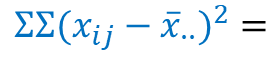 ΣΣ(x_{ij} − x̄..)² =